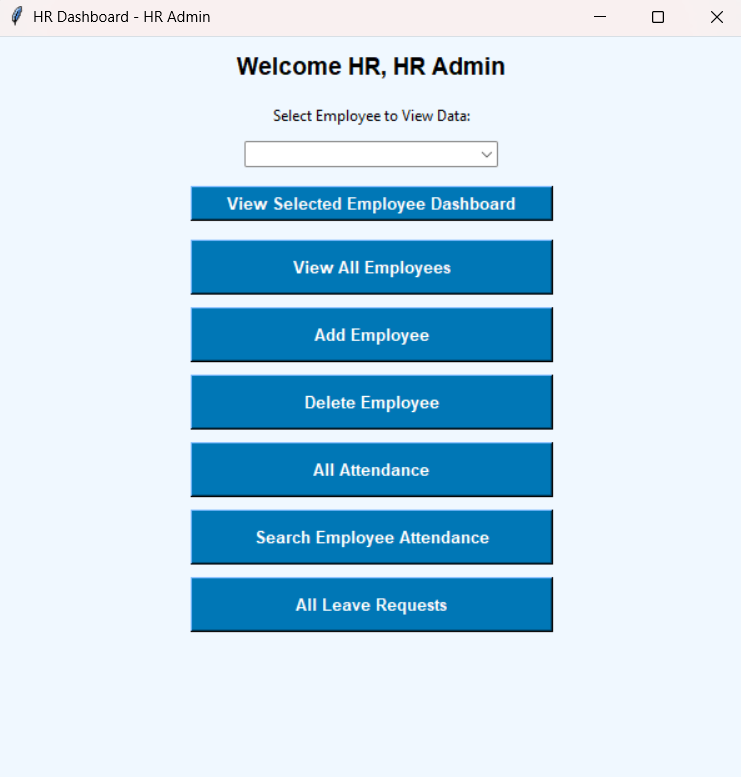 HR Dashboard - HR Admin
Welcome HR, HR Admin
Select Employee to View Data:
View Selected Employee Dashboard
View All Employees
Add Employee
Delete Employee
All Attendance
Search Employee Attendance
All Leave Requests